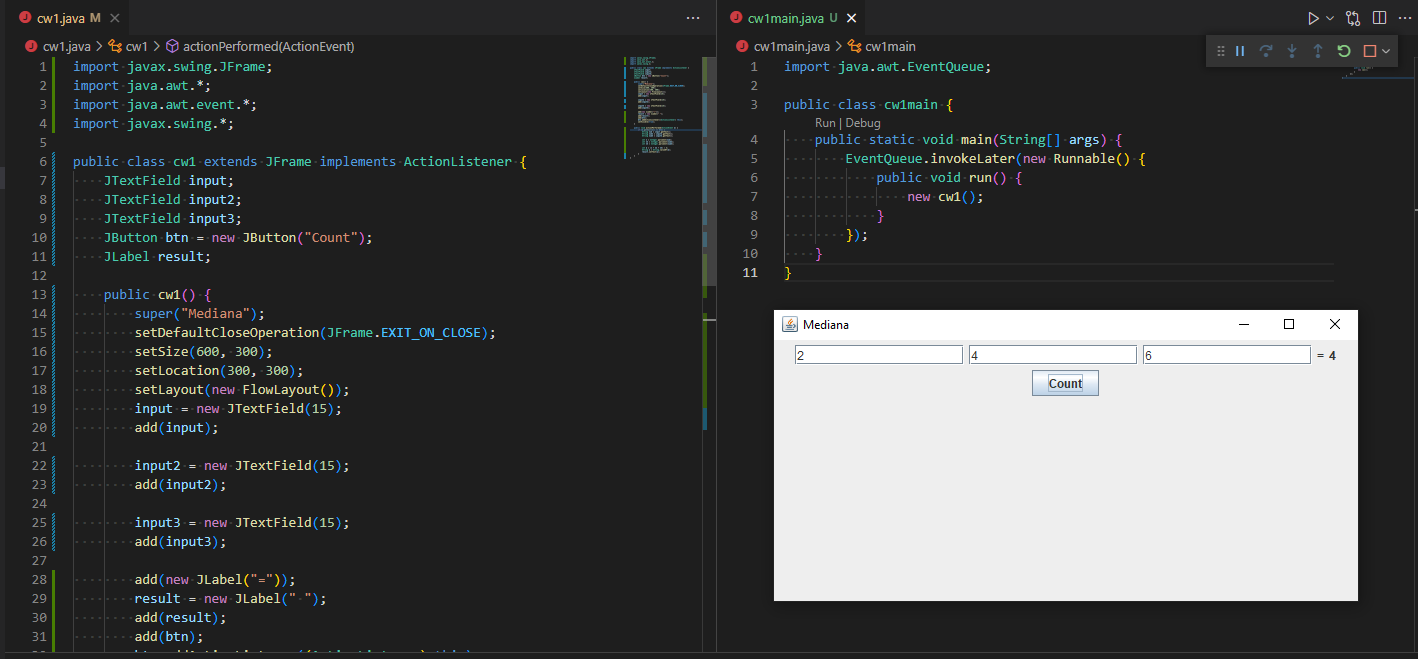 cw1.java M
cw1.java > cw1 > actionPerformed(ActionEvent)
1 import javax.swing.JFrame;
2 import java.awt.*;
3 import java.awt.event.*;
4 import javax.swing.*;
5
6 public class cw1 extends JFrame implements ActionListener {
7 JTextField input;
8 JTextField input2;
9 JTextField input3;
10 JButton btn = new JButton("Count");
11 JLabel result;
12
13 public cw1() {
14 super("Mediana");
15 setDefaultCloseOperation(JFrame.EXIT_ON_CLOSE);
16 setSize(600, 300);
17 setLocation(300, 300);
18 setLayout(new FlowLayout());
19 input = new JTextField(15);
20 add(input);
21
22 input2 = new JTextField(15);
23 add(input2);
24
25 input3 = new JTextField(15);
26 add(input3);
27
28 add(new JLabel("="));
29 result = new JLabel(" ");
30 add(result);
31 add(btn);
cw1main.java U
cw1main.java > cw1main
1 import java.awt.EventQueue;
2
3 public class cw1main {
Run | Debug
4 public static void main(String[] args) {
5 EventQueue.invokeLater(new Runnable() {
6 public void run() {
7 new cw1();
8 }
9 });
10 }
11 }
Mediana
2 4 6 = 4
Count